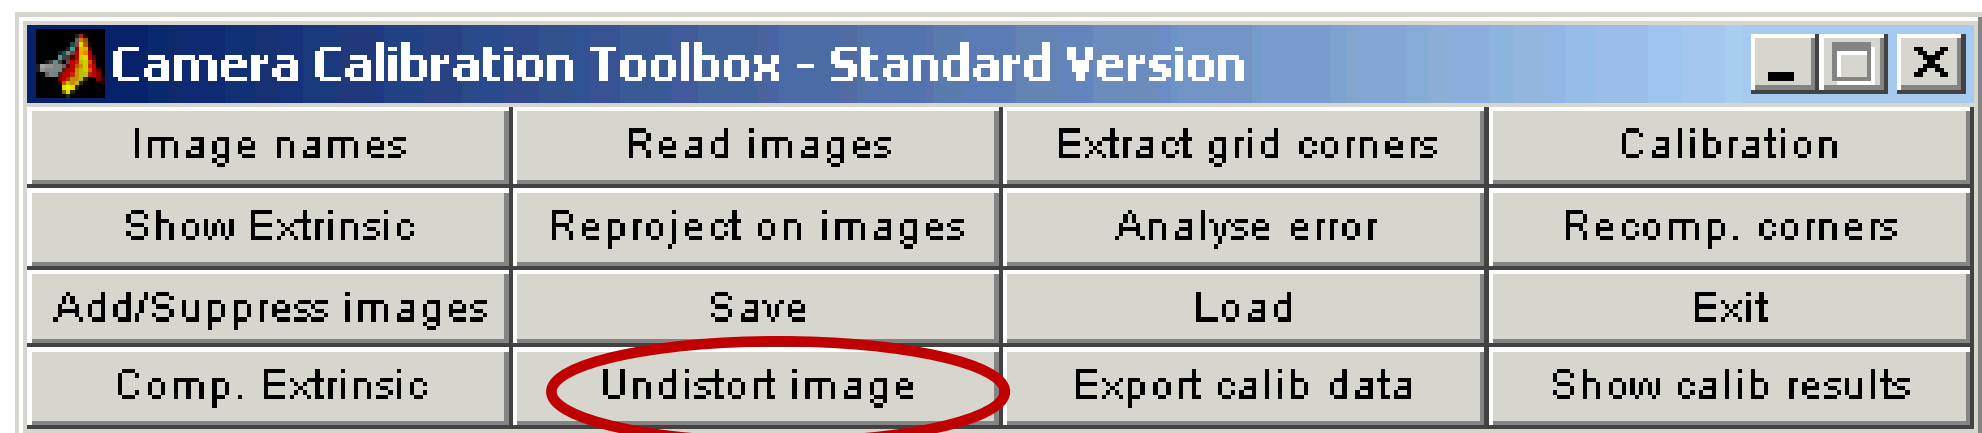 Camera Calibration Toolbox - Standard Version
Image names Read images Extract grid corners Calibration
Show Extrinsic Reproject on images Analyse error Recomp. corners
Add/Suppress images Save Load Exit
Comp. Extrinsic Undistort image Export calib data Show calib results